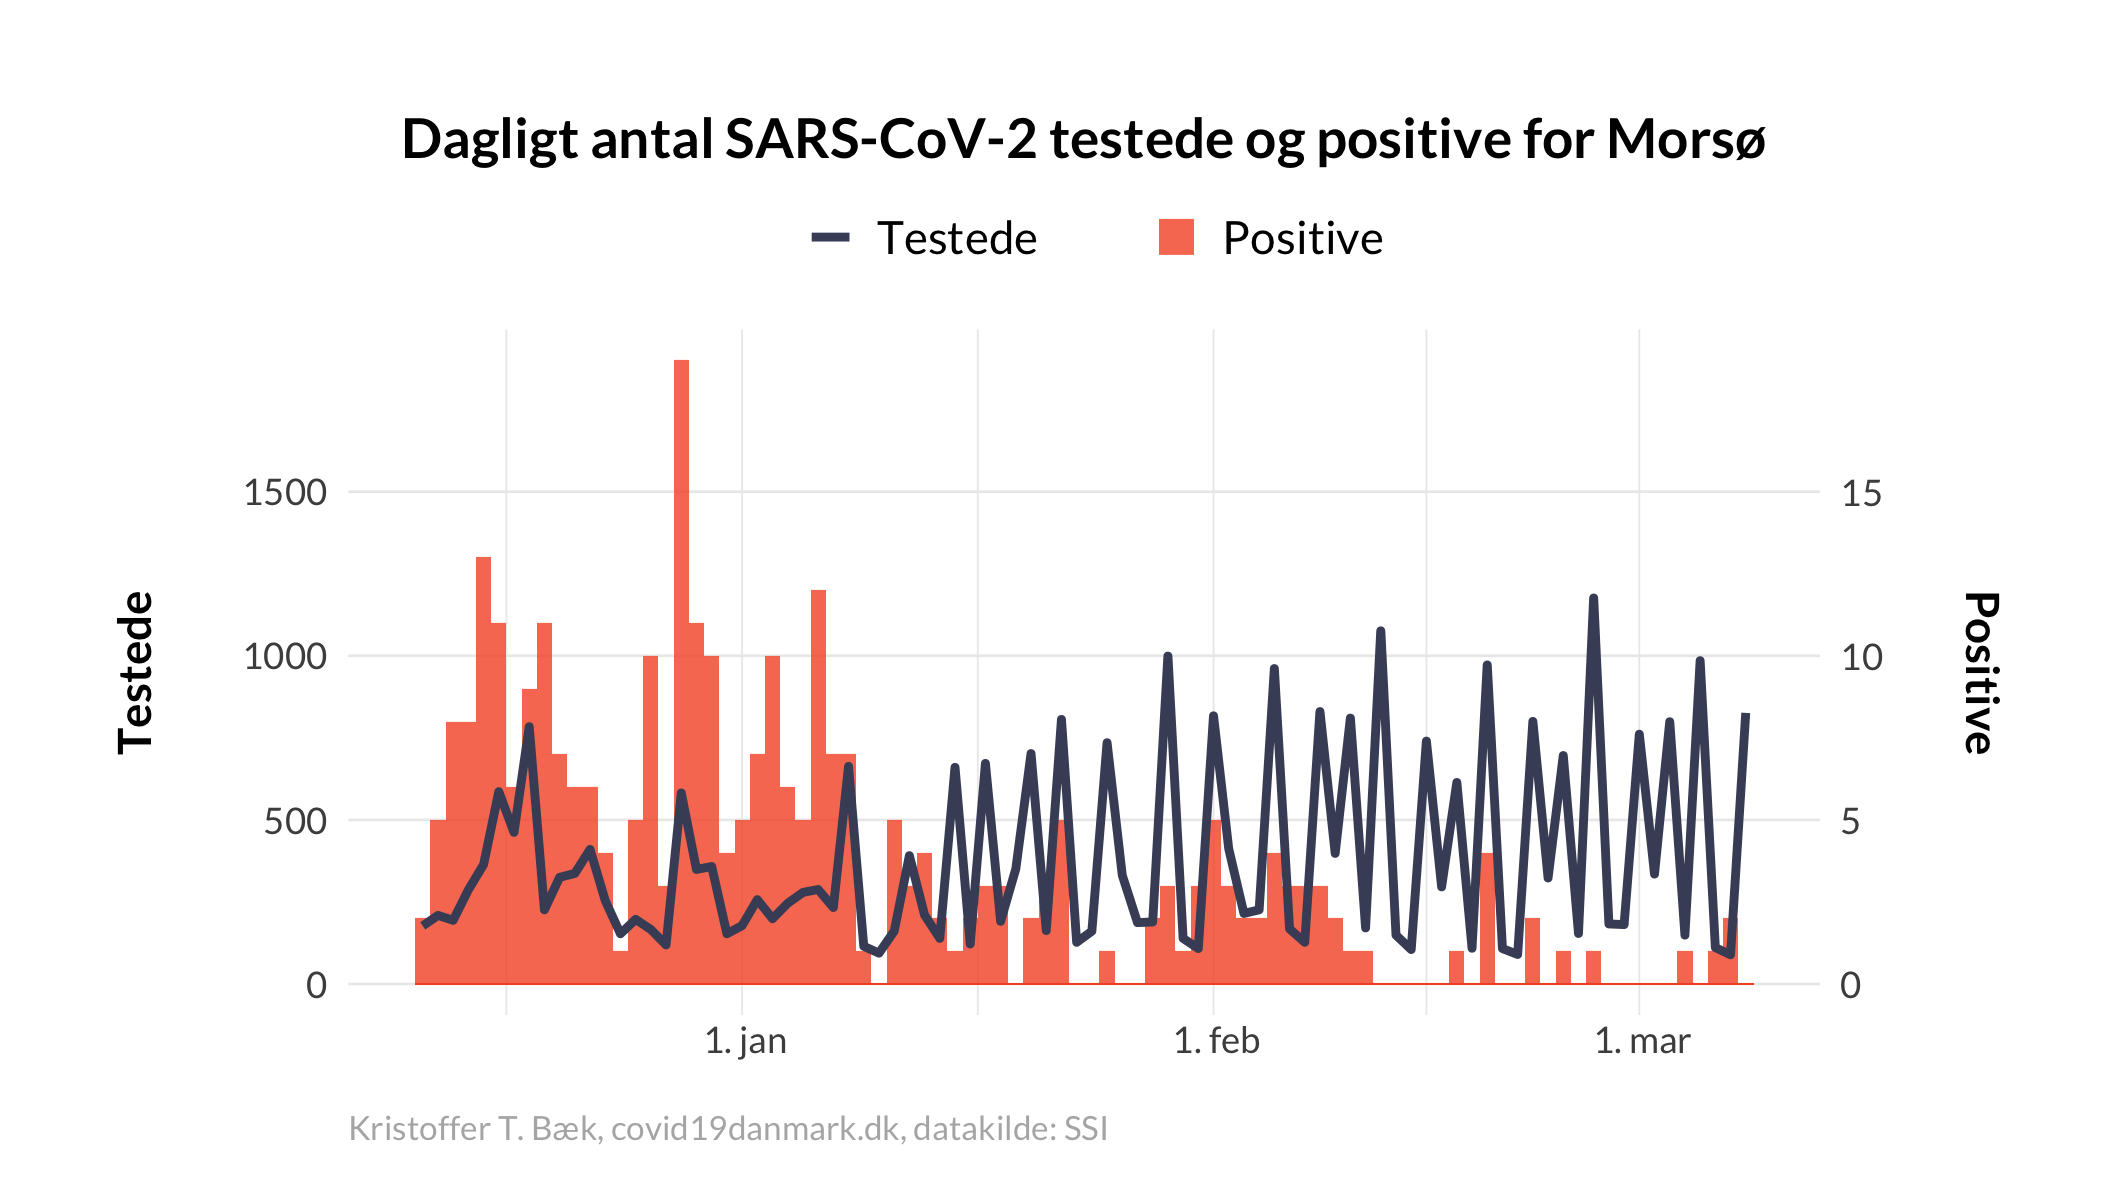 Dagligt antal SARS-CoV-2 testede og positive for Morsø
Testede Positive
1500 15
1000 10
500 5
0 0
Testede
Positive
1. jan 1. feb 1. mar
Kristoffer T. Bæk, covid19danmark.dk, datakilde: SSI